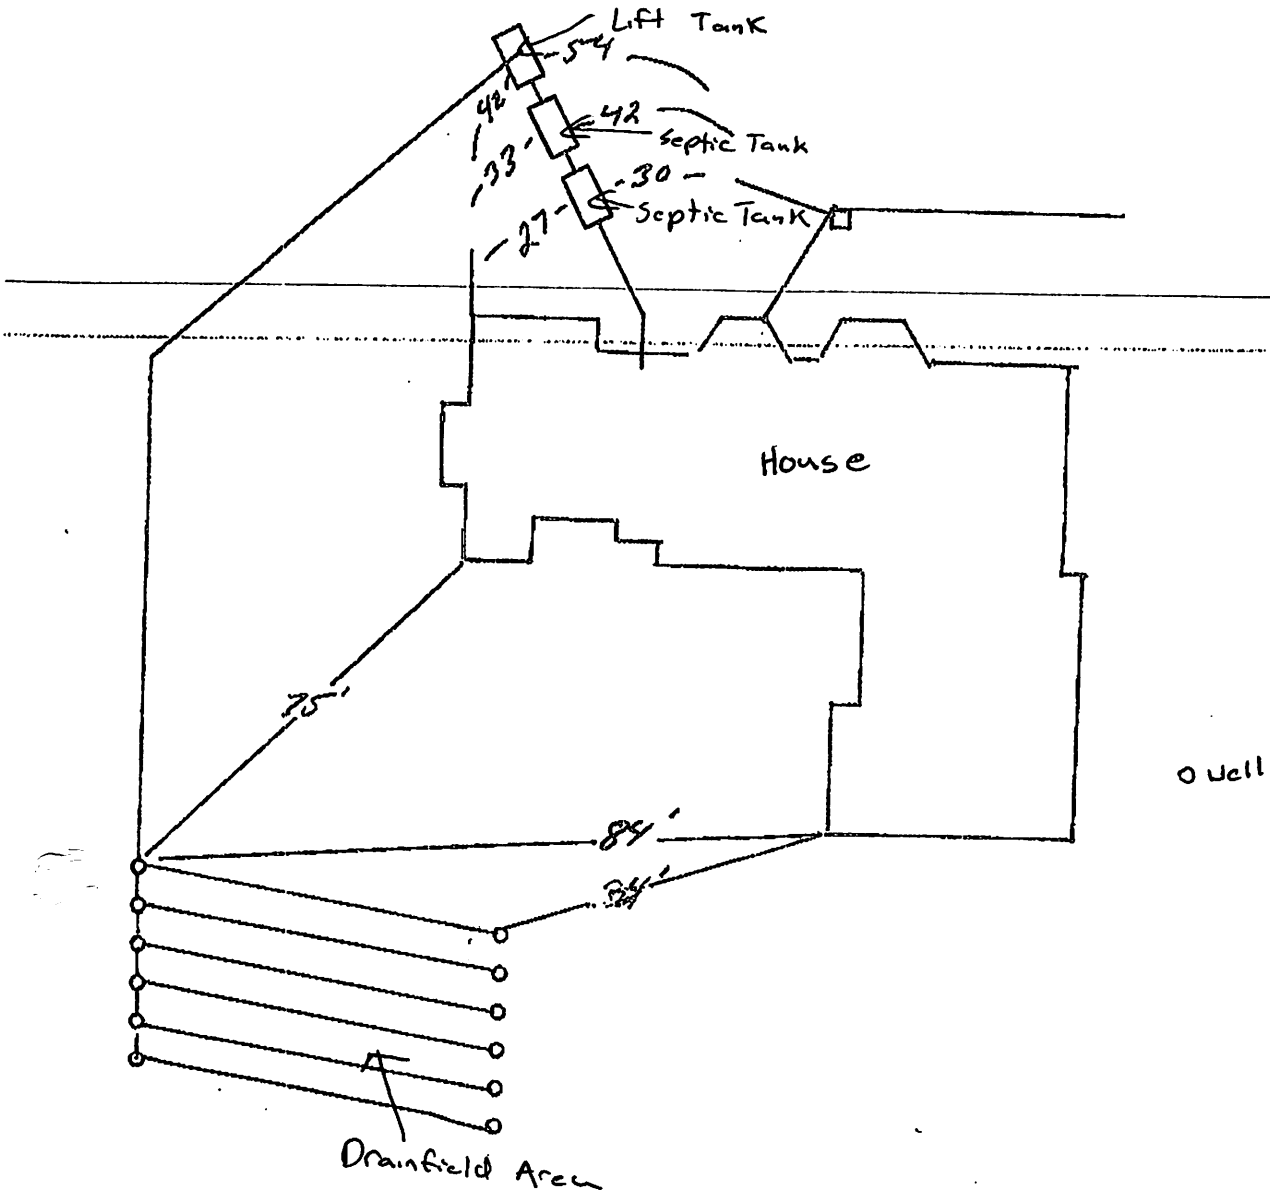 Lift Tank
54
42'
42
Septic Tank
33'
30
Septic Tank
27'
House
75'
Well
84'
Drainfield Area